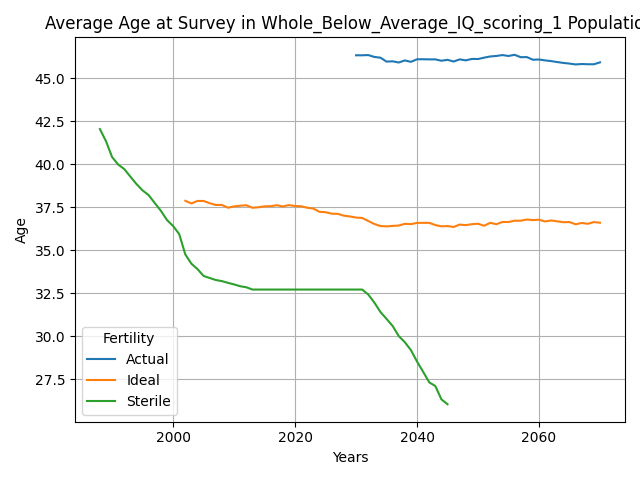 Average Age at Survey in Whole_Below_Average_IQ_scoring_1 Populatio
45.0
42.5
40.0
37.5
35.0
32.5
30.0
27.5
Age
Fertility
Actual
Ideal
Sterile
2000 2020 2040 2060
Years